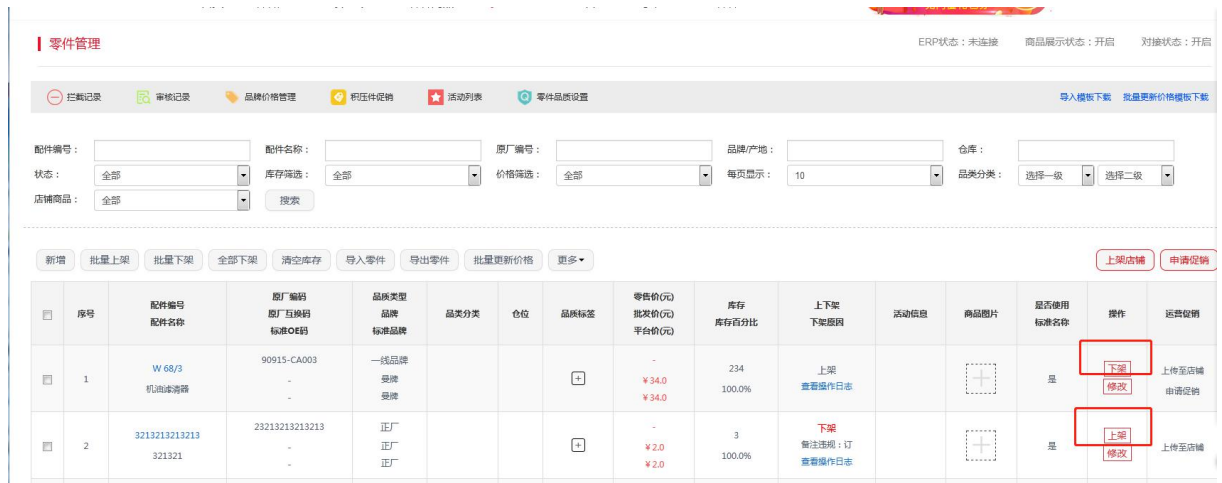 零件管理
ERP状态：未连接 商品展示状态：开启 对接状态：开启
拦截记录 审核记录 品牌价格管理 积压件促销 活动列表 零件品质设置 导入模板下载 批量更新价格模板下载
配件编号： 配件名称： 原厂编号： 品牌/产地： 仓库：
状态： 全部 库存筛选： 全部 价格筛选： 全部 每页显示： 10 品类分类： 选择一级 选择二级
店铺商品： 全部 搜索
新增 批量上架 批量下架 全部下架 清空库存 导入零件 导出零件 批量更新价格 更多 上架店铺 申请促销
序号 配件编号 配件名称 原厂编码 原厂互换码 标准OE码 品质类型 品牌 标准品牌 品类分类 仓位 品质标签 零售价(元) 批发价(元) 平台价(元) 库存 库存百分比 上下架 下架原因 活动信息 商品图片 是否使用 标准名称 操作 运营促销
1 W 68/3 机油滤清器 90915-CA003 - - 一线品牌 曼牌 曼牌 - ￥34.0 ￥34.0 234 100.0% 上架 查看操作日志 是 下架 修改 上传至店铺 申请促销
2 3213213213213 321321 23213213213213 - - 正厂 正厂 正厂 - ￥2.0 ￥2.0 3 100.0% 下架 备注违规：订 查看操作日志 是 上架 修改 上传至店铺